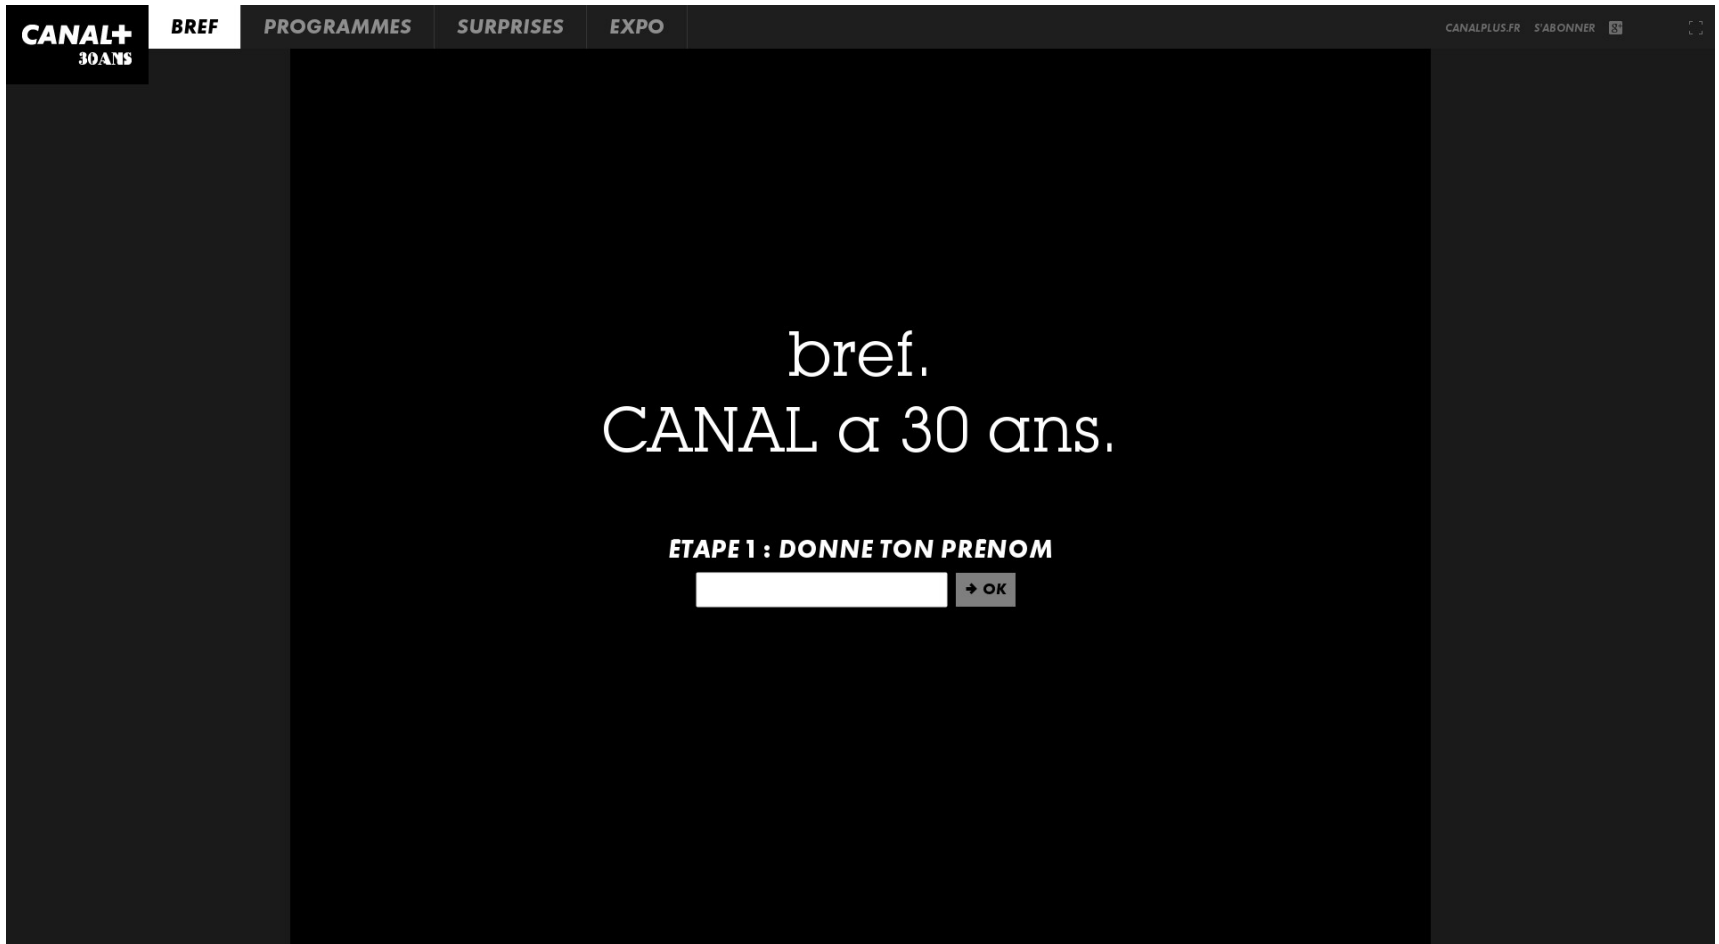 CANAL+
30ANS
BREF
PROGRAMMES
SURPRISES
EXPO
CANALPLUS.FR
S'ABONNER
g+
bref.
CANAL a 30 ans.
ETAPE 1 : DONNE TON PRENOM
➔ OK